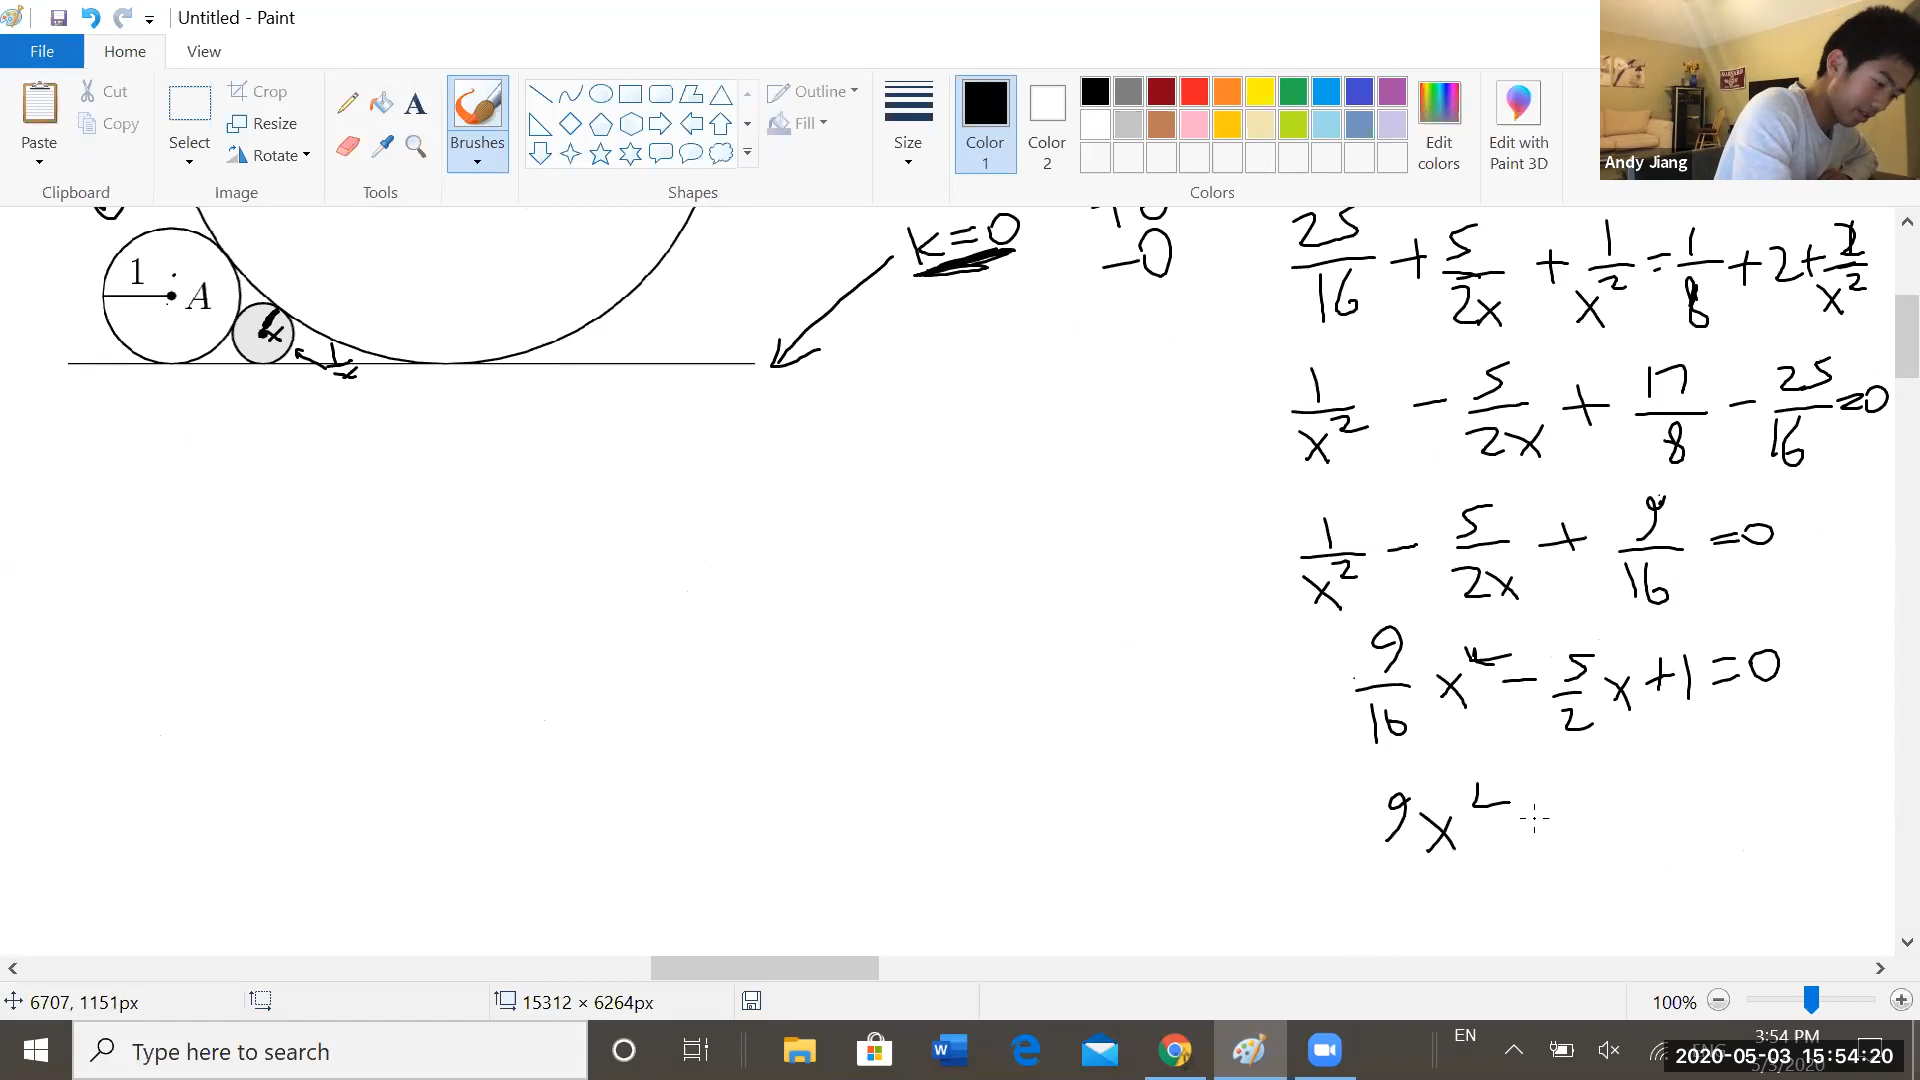 Untitled - Paint
File
Home
View
Paste
Cut
Copy
Clipboard
Select
Crop
Resize
Rotate
Image
Tools
Brushes
Shapes
Outline
Fill
Size
Color 1
Color 2
Colors
Edit colors
Edit with Paint 3D
Andy Jiang
1
A
x
1/x
k=0
-0
25/16 + 5/2x + 1/x² = 1/8 + 2 + 2/x²
1/x² - 5/2x + 17/8 - 25/16 = 0
1/x² - 5/2x + 9/16 = 0
9/16 x² - 5/2 x + 1 = 0
9x²
6707, 1151px
15312 × 6264px
100%
Type here to search
EN
3:54 PM
2020-05-03 15:54:20